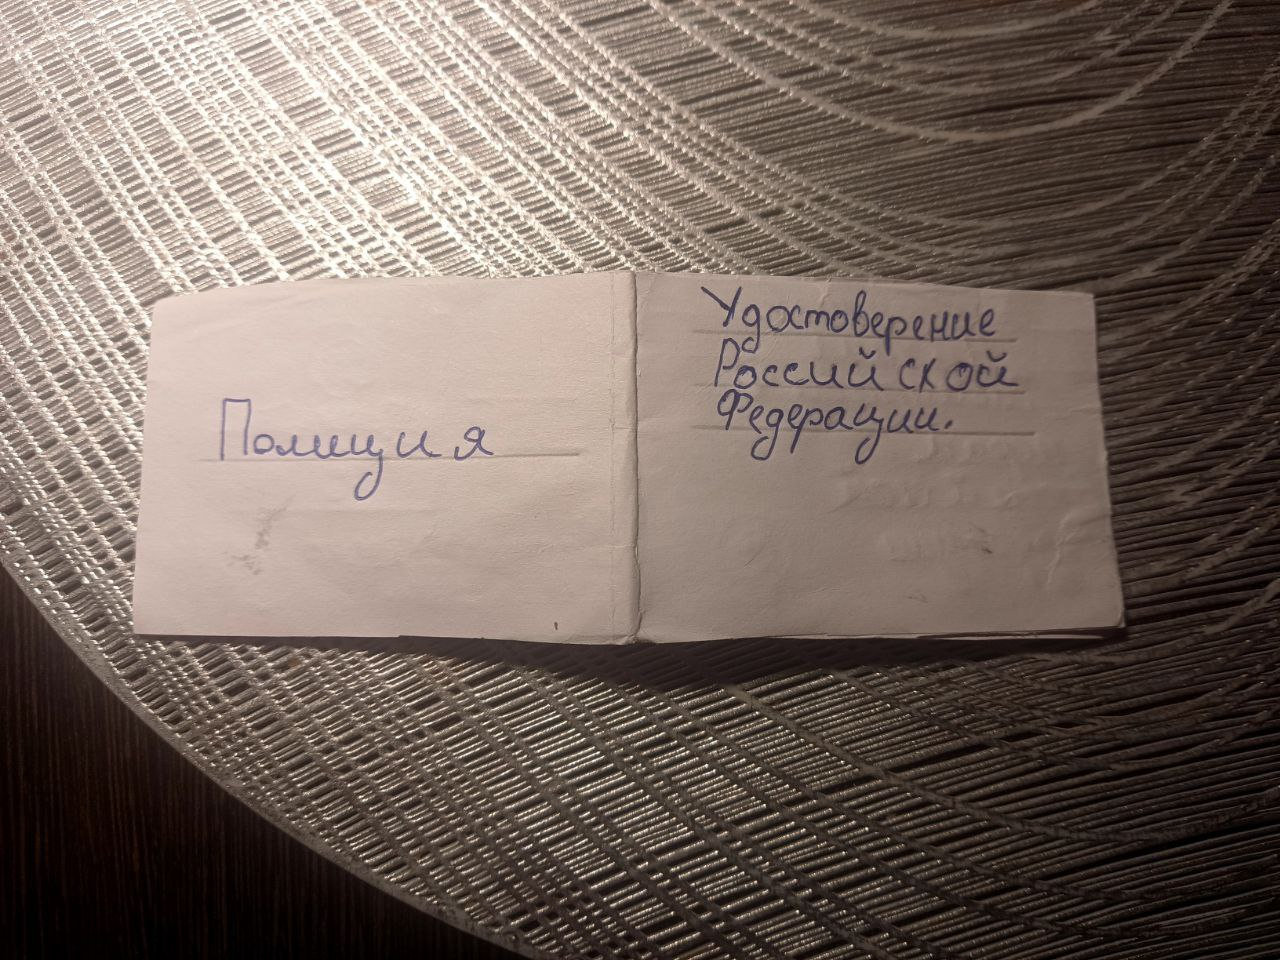 Полиция
Удостоверение
Российской
Федерации.